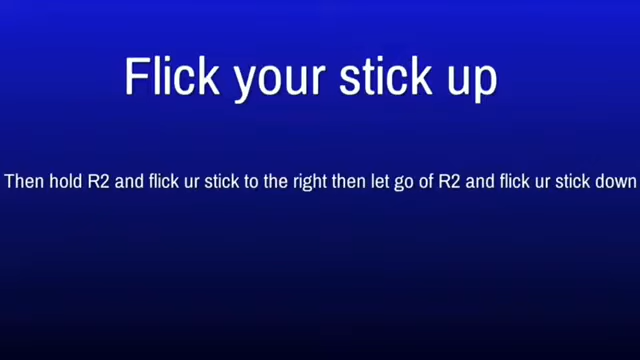 Flick your stick up
Then hold R2 and flick ur stick to the right then let go of R2 and flick ur stick down